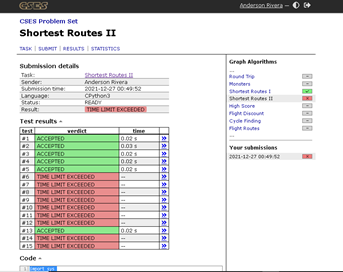 CSES
Anderson Rivera —
CSES Problem Set
Shortest Routes II
TASK | SUBMIT | RESULTS | STATISTICS
Submission details
Task: Shortest Routes II
Sender: Anderson Rivera
Submission time: 2021-12-27 00:49:52
Language: CPython3
Status: READY
Result: TIME LIMIT EXCEEDED
Test results
test verdict time
#1 ACCEPTED 0.02 s »
#2 ACCEPTED 0.03 s »
#3 ACCEPTED 0.02 s »
#4 ACCEPTED 0.02 s »
#5 ACCEPTED 0.02 s »
#6 TIME LIMIT EXCEEDED -- »
#7 TIME LIMIT EXCEEDED -- »
#8 TIME LIMIT EXCEEDED -- »
#9 TIME LIMIT EXCEEDED -- »
#10 TIME LIMIT EXCEEDED -- »
#11 TIME LIMIT EXCEEDED -- »
#12 TIME LIMIT EXCEEDED -- »
#13 ACCEPTED 0.02 s »
#14 TIME LIMIT EXCEEDED -- »
#15 TIME LIMIT EXCEEDED -- »
Code
import sys
Graph Algorithms
...
Round Trip
Monsters
Shortest Routes I
Shortest Routes II
High Score
Flight Discount
Cycle Finding
Flight Routes
...
Your submissions
2021-12-27 00:49:52